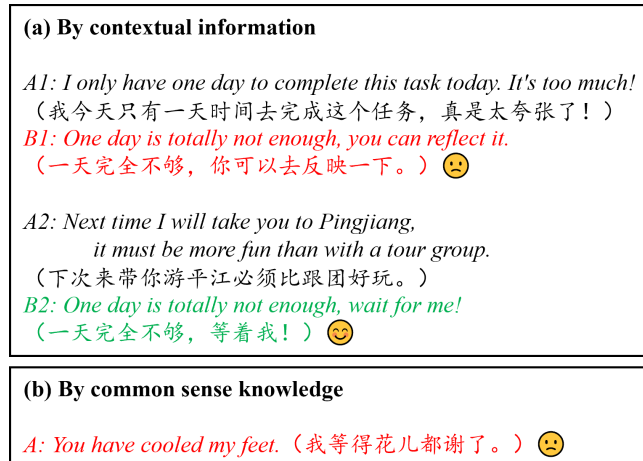 (a) By contextual information
A1: I only have one day to complete this task today. It's too much!
（我今天只有一天时间去完成这个任务，真是太夸张了！）
B1: One day is totally not enough, you can reflect it.
（一天完全不够，你可以去反映一下。）
A2: Next time I will take you to Pingjiang,
it must be more fun than with a tour group.
（下次来带你游平江必须比跟团好玩。）
B2: One day is totally not enough, wait for me!
（一天完全不够，等着我！）
(b) By common sense knowledge
A: You have cooled my feet.（我等得花儿都谢了。）